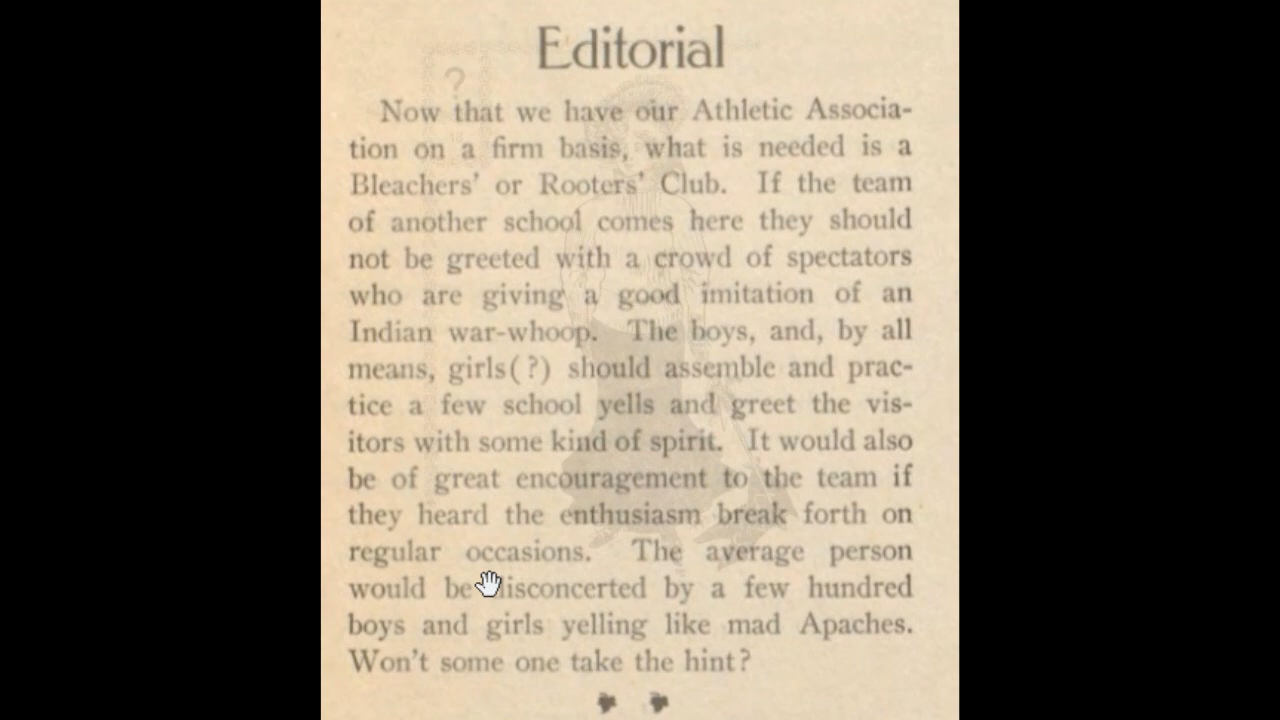 Editorial
Now that we have our Athletic Associa-
tion on a firm basis, what is needed is a
Bleachers' or Rooters' Club. If the team
of another school comes here they should
not be greeted with a crowd of spectators
who are giving a good imitation of an
Indian war-whoop. The boys, and, by all
means, girls(?) should assemble and prac-
tice a few school yells and greet the vis-
itors with some kind of spirit. It would also
be of great encouragement to the team if
they heard the enthusiasm break forth on
regular occasions. The average person
would be disconcerted by a few hundred
boys and girls yelling like mad Apaches.
Won't some one take the hint?